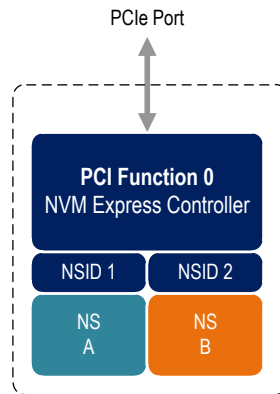 PCIe Port
PCI Function 0
NVM Express Controller
NSID 1
NSID 2
NS
A
NS
B